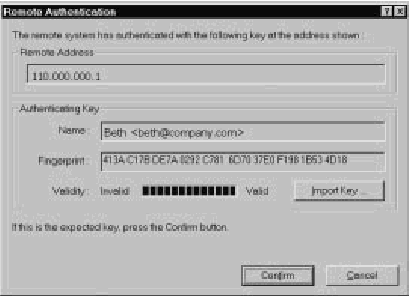 Remote Authentication
The remote system has authenticated with the following key at the address shown:
Remote Address
110.000.000.1
Authenticating Key
Name: Beth <beth@company.com>
Fingerprint: 413A C17B DE7A 0292 C781 6D70 37E0 F198 1B53 4D18
Validity: Invalid Valid Import Key ...
If this is the expected key, press the Confirm button.
Confirm Cancel